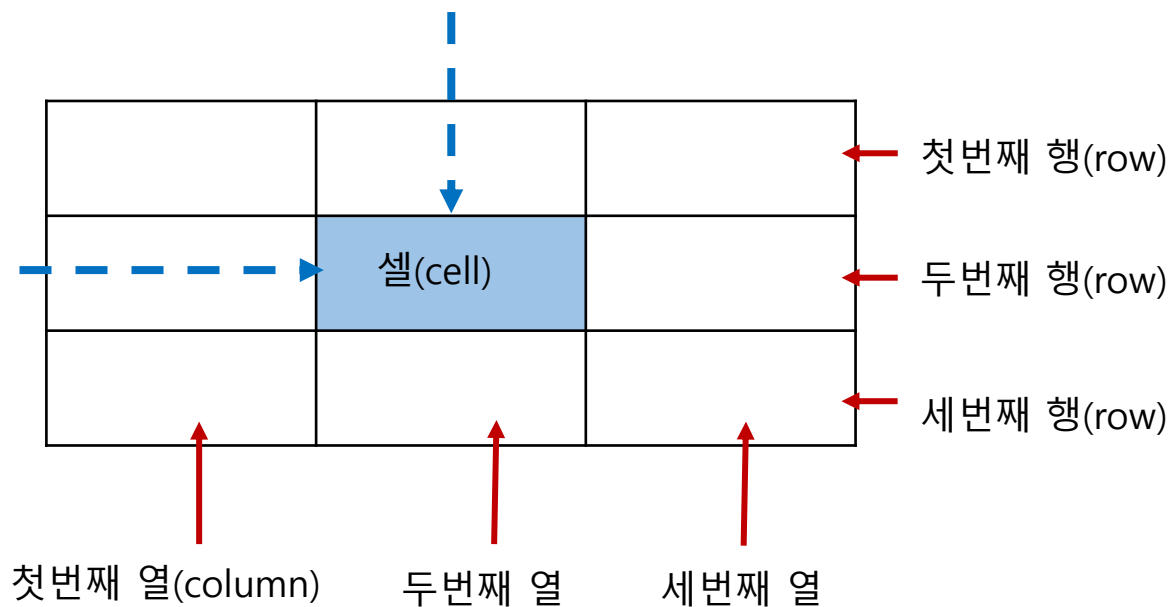 첫번째 행(row)
셀(cell)
두번째 행(row)
세번째 행(row)
첫번째 열(column)
두번째 열
세번째 열